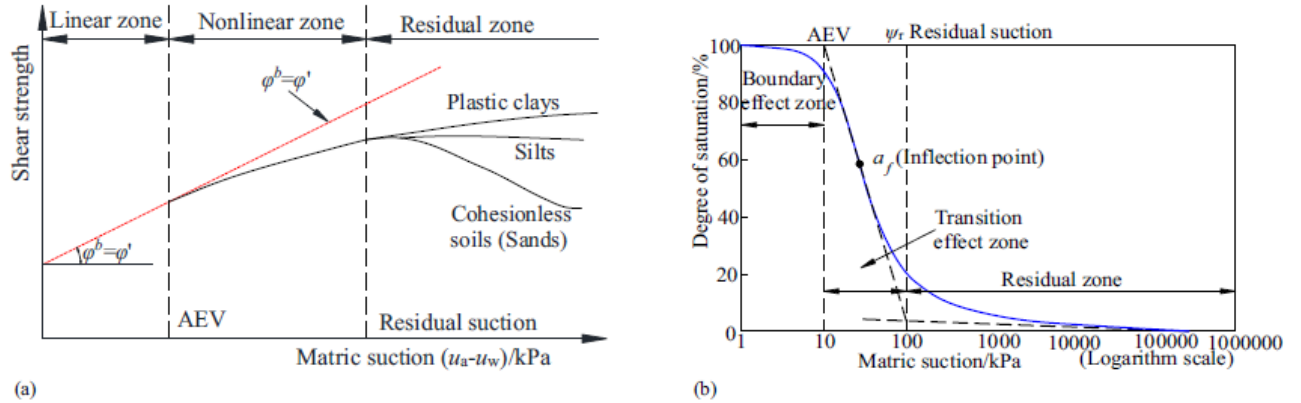 Linear zone
Nonlinear zone
Residual zone
φᵇ=φ'
Plastic clays
Silts
Cohesionless
soils (Sands)
φᵇ=φ'
AEV
Residual suction
Shear strength
Matric suction (uₐ-u_w)/kPa
(a)
AEV
ψᵣ Residual suction
100
Boundary
effect zone
80
a_f (Inflection point)
60
40
Transition
effect zone
20
Residual zone
0
Degree of saturation/%
1
10
100
1000
10000
100000
1000000
Matric suction/kPa
(Logarithm scale)
(b)